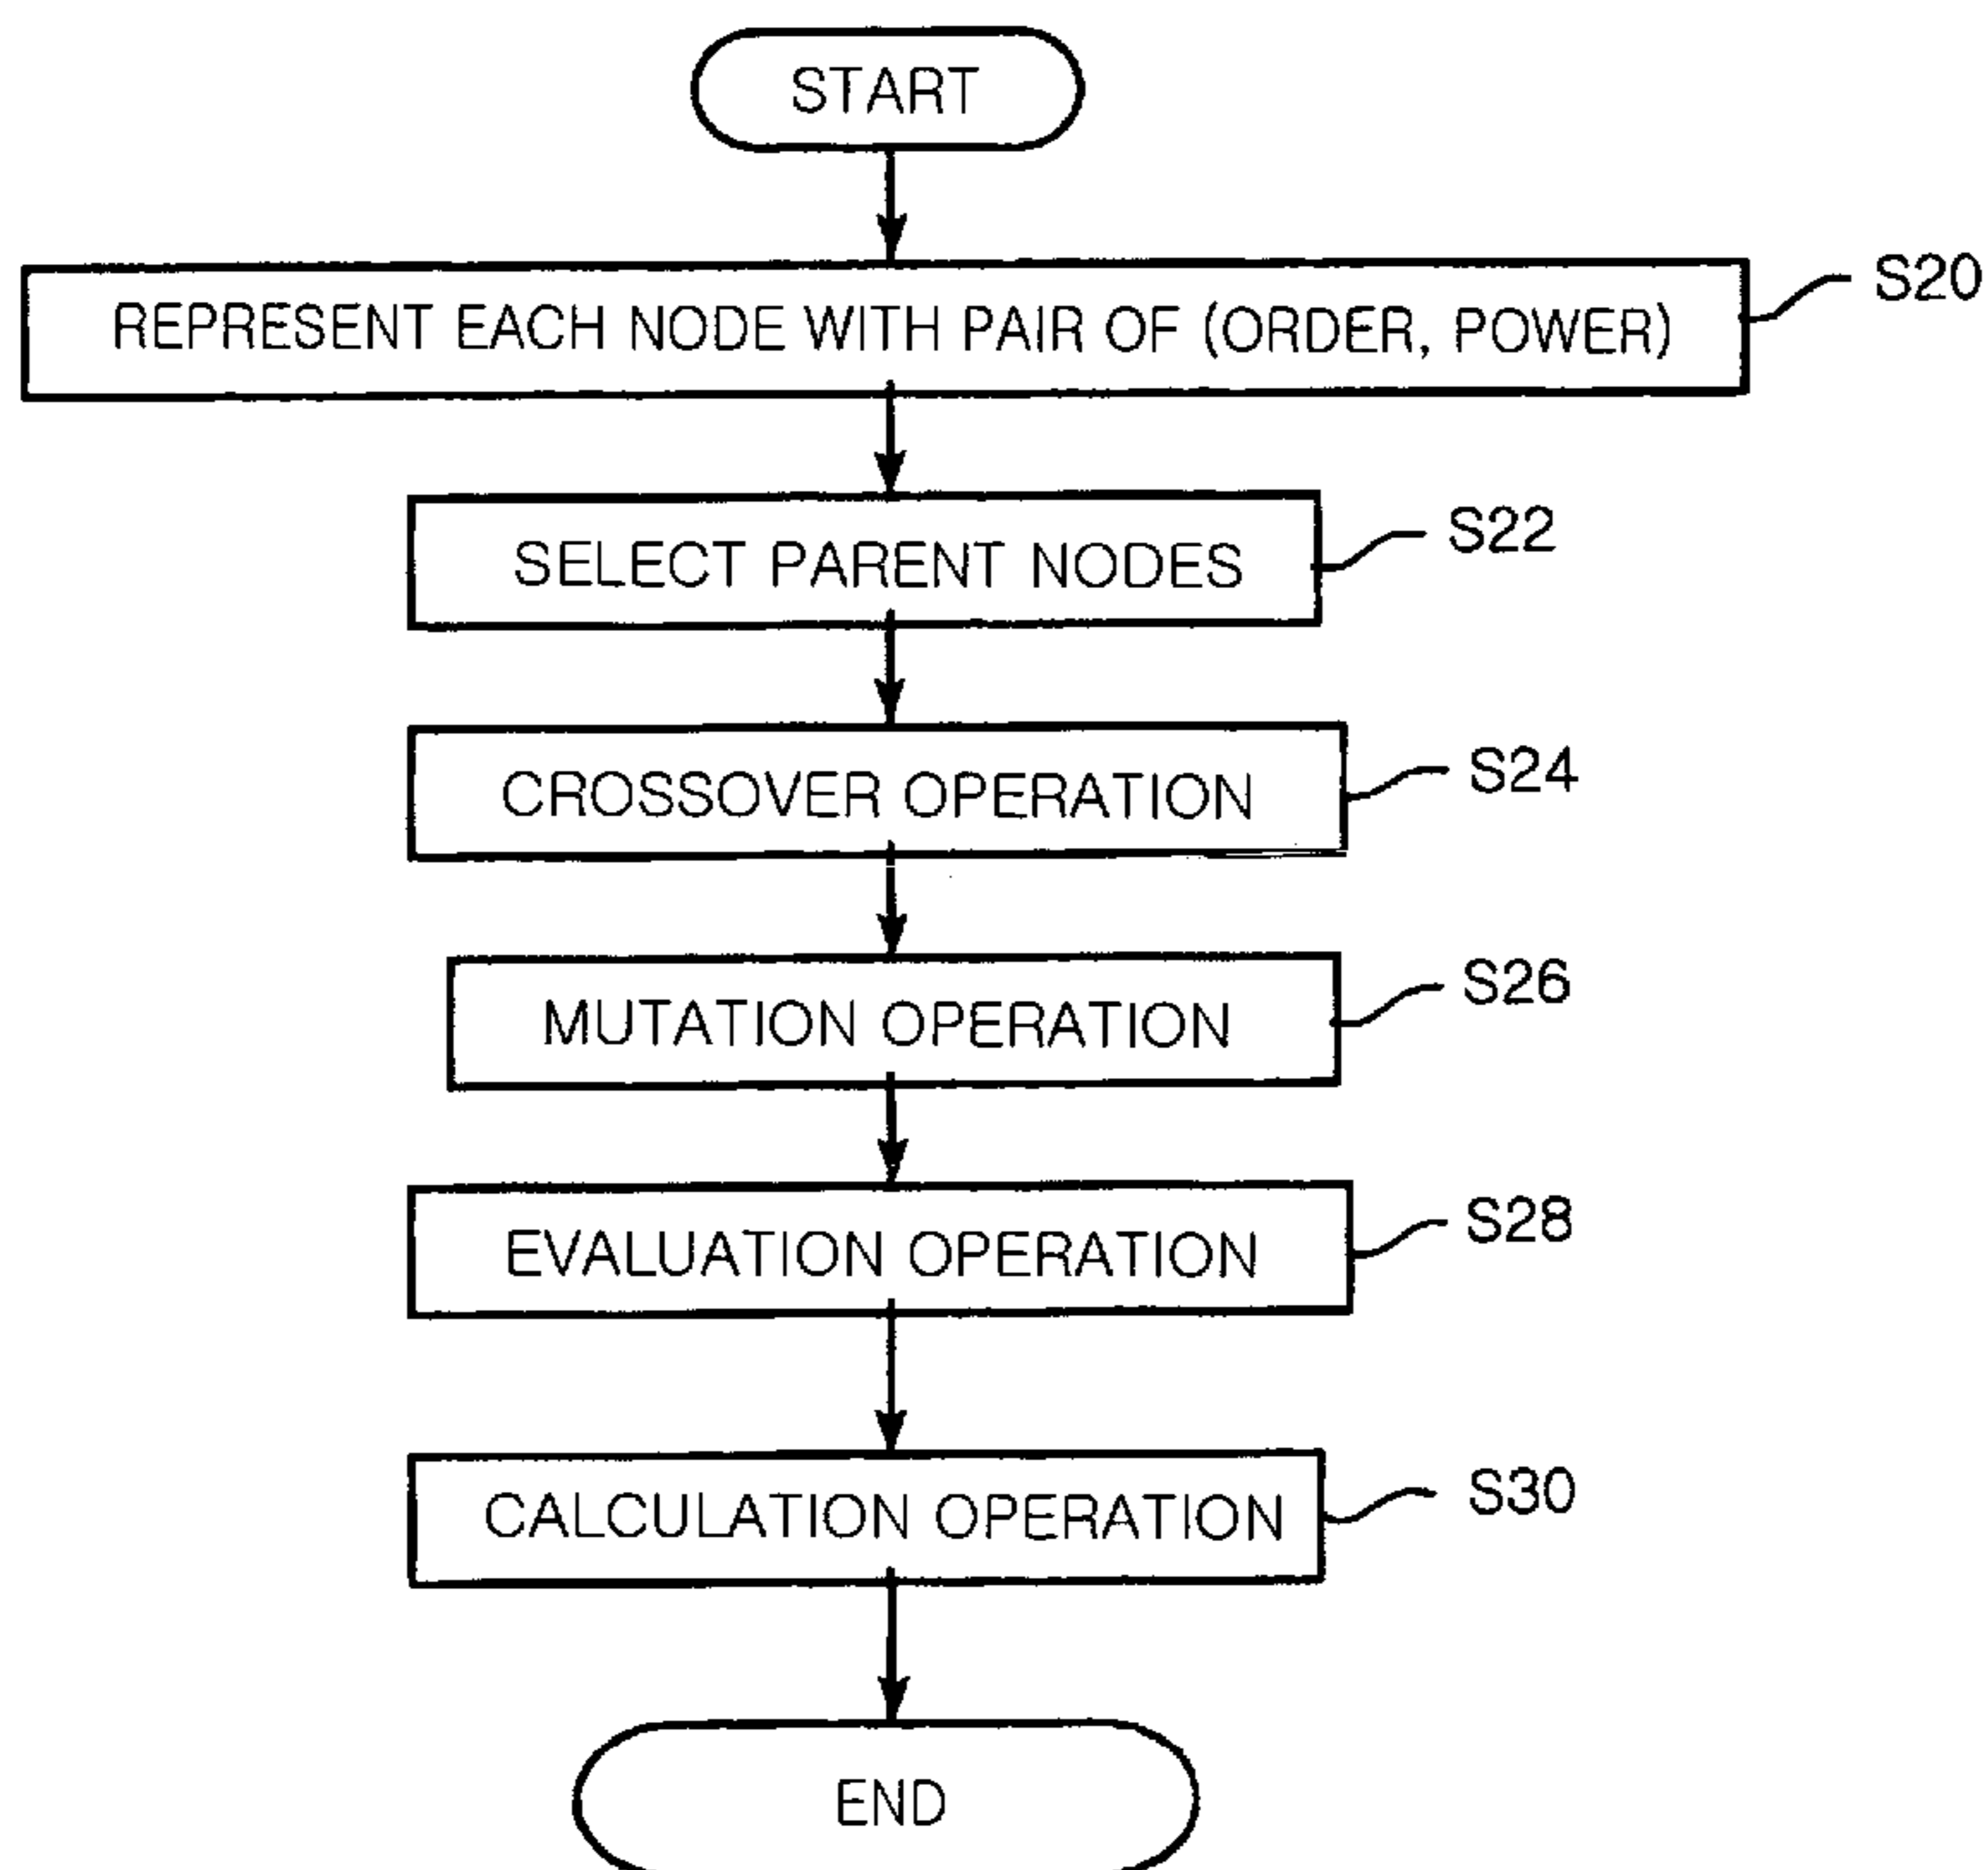 START
REPRESENT EACH NODE WITH PAIR OF (ORDER, POWER)
S20
SELECT PARENT NODES
S22
CROSSOVER OPERATION
S24
MUTATION OPERATION
S26
EVALUATION OPERATION
S28
CALCULATION OPERATION
S30
END